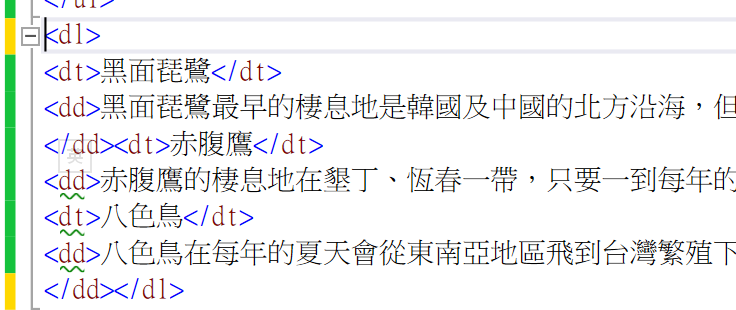 </ul>
<dl>
<dt>黑面琵鷺</dt>
<dd>黑面琵鷺最早的棲息地是韓國及中國的北方沿海，但
</dd><dt>赤腹鷹</dt>
英
<dd>赤腹鷹的棲息地在墾丁、恆春一帶，只要一到每年的
<dt>八色鳥</dt>
<dd>八色鳥在每年的夏天會從東南亞地區飛到台灣繁殖下
</dd></dl>